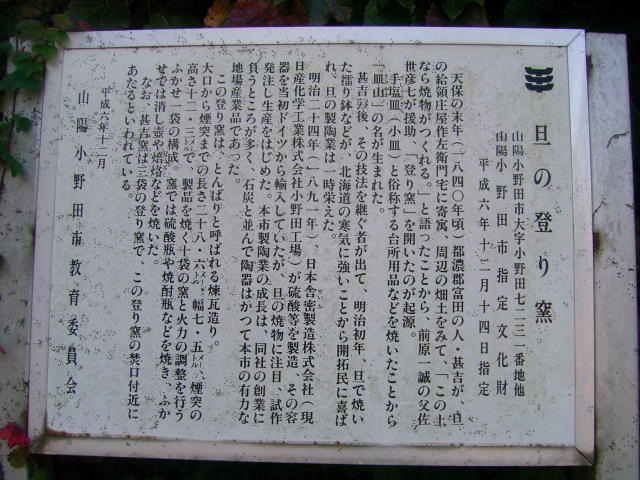 旦の登り窯
山陽小野田市大字小野田七二三一番地他
山陽小野田市指定文化財
平成六年十二月十四日指定
天保の末年(一八四〇年頃)都濃郡富田の人・甚吉が、旦
の給領庄屋作左衛門宅に寄寓、周辺の畑土をみて、「この土
なら焼物がつくれる。」と語ったことから、前原一誠の父佐
世彦七が援助、「登り窯」を開いたのが起源。
手塩皿(小皿)と俗称する台所用品などを焼いたことから
「皿山」の名が生まれた。
甚吉歿後、その技法を継ぐ者が出て、明治初年、旦で焼い
た擂り鉢などが、北海道の寒気に強いことから開拓民に喜ば
れ、旦の製陶業は一時栄えた。
明治二十四年(一八九一年)日本舎密製造株式会社(現
日産化学工業株式会社小野田工場)が硫酸等を製造、その容
器を当初ドイツから輸入していたが、旦の焼物に注目、試作
発注し生産をはじめた。本市製陶業の成長は、同社の創業に
負うところが多く、石炭と並んで陶器はかつて本市の有力な
地場産業品であった。
この登り窯は、とんばりと呼ばれる煉瓦造り。
大口から煙突までの長さ二十八・六メートル幅七・五メートル、煙突の
高さ十二・三メートルで、製品を焼く十袋の窯と火力の調整を行う
ふかせ一袋の構成。窯では硫酸瓶や焼酎瓶などを焼き、ふか
せでは消し壺や焙烙などを焼いた。
なお、甚吉窯は三袋の登り窯で、この登り窯の焚口付近に
あたるといわれている。
平成六年十二月
山陽小野田市教育委員会